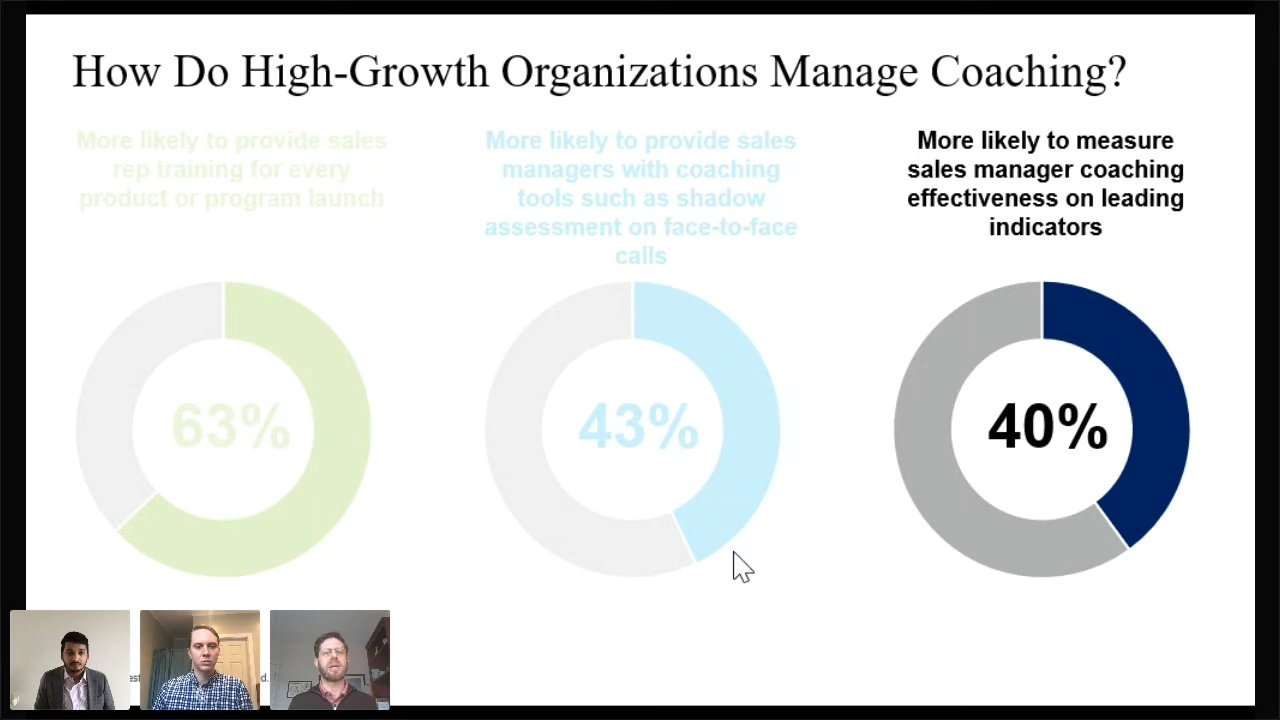 How Do High-Growth Organizations Manage Coaching?
More likely to provide sales
rep training for every
product or program launch
63%
More likely to provide sales
managers with coaching
tools such as shadow
assessment on face-to-face
calls
43%
More likely to measure
sales manager coaching
effectiveness on leading
indicators
40%